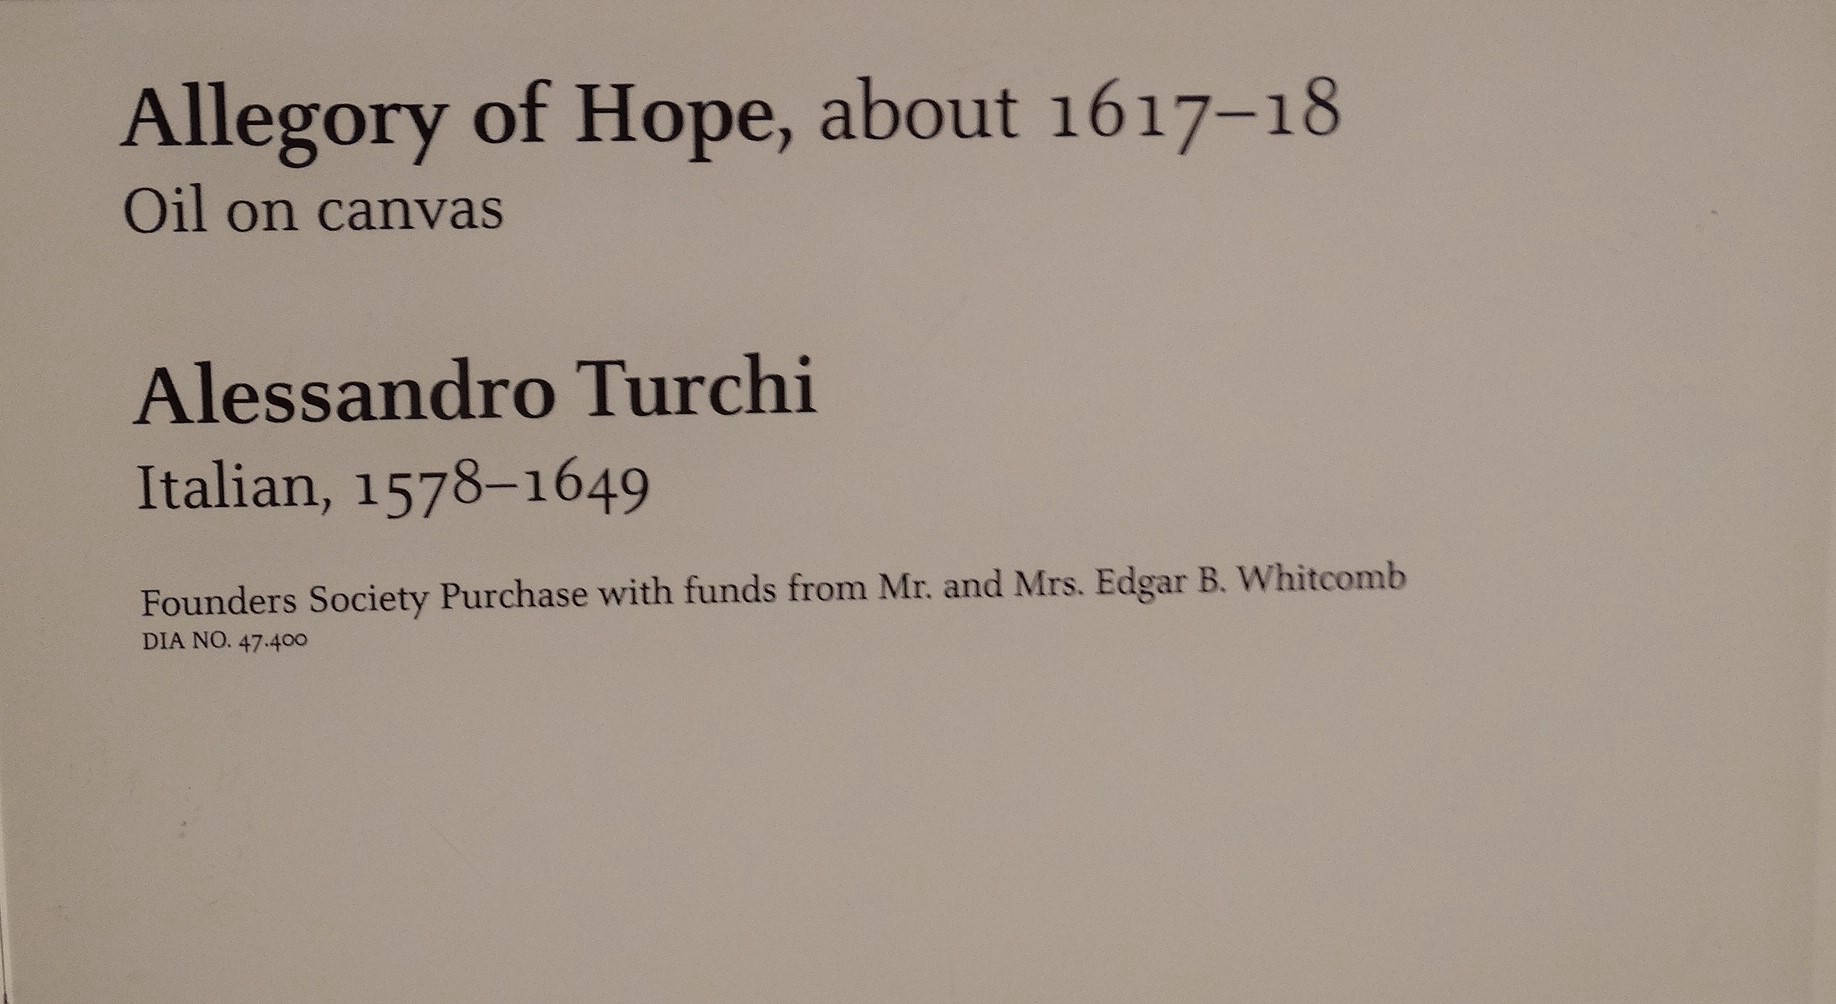 Allegory of Hope, about 1617–18
Oil on canvas
Alessandro Turchi
Italian, 1578–1649
Founders Society Purchase with funds from Mr. and Mrs. Edgar B. Whitcomb
DIA NO. 47.400